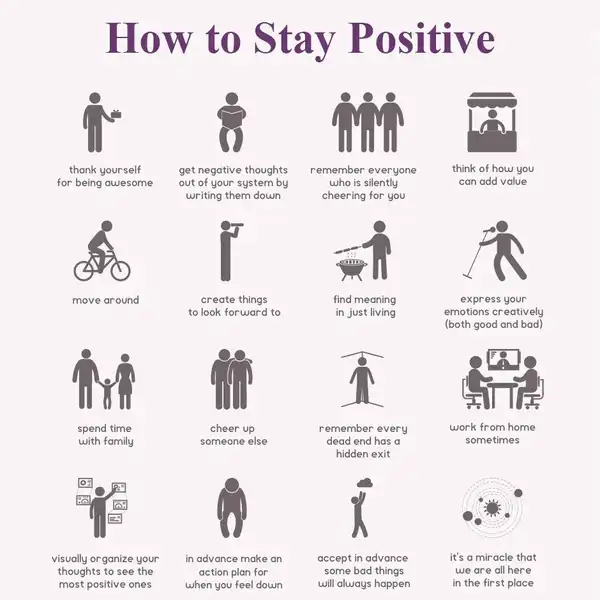 How to Stay Positive
thank yourself
for being awesome
get negative thoughts
out of your system by
writing them down
remember everyone
who is silently
cheering for you
think of how you
can add value
move around
create things
to look forward to
find meaning
in just living
express your
emotions creatively
(both good and bad)
spend time
with family
cheer up
someone else
remember every
dead end has a
hidden exit
work from home
sometimes
visually organize your
thoughts to see the
most positive ones
in advance make an
action plan for
when you feel down
accept in advance
some bad things
will always happen
it's a miracle that
we are all here
in the first place